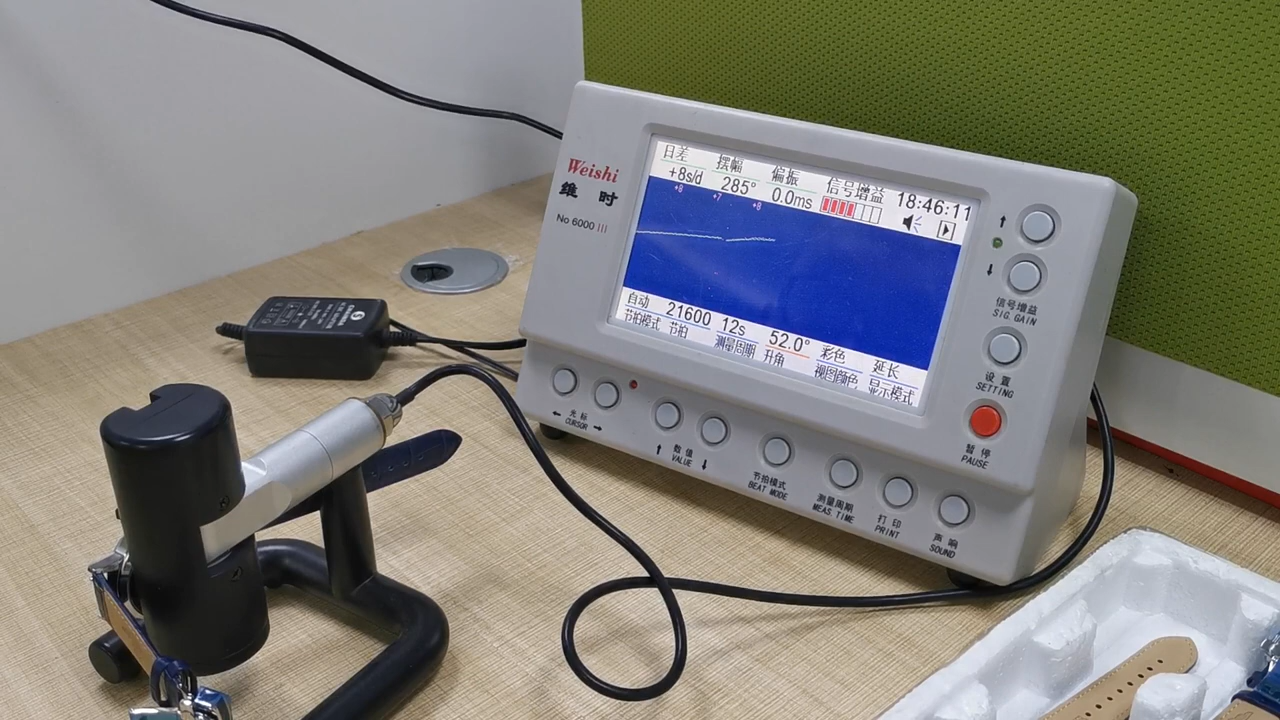 Weishi
维 时
No 6000 III
日差 摆幅 偏振 信号增益 18:46:11
+8s/d 285° 0.0ms
+8 +7 +8
自动 21600 12s 52.0° 彩色 延长
节拍模式 节拍 测量周期 升角 视图颜色 显示模式
信号增益
SIG.GAIN
设 置
SETTING
暂 停
PAUSE
光 标
← CURSOR →
数 值
↑ VALUE ↓
节拍模式
BEAT MODE
测量周期
MEAS.TIME
打 印
PRINT
声 响
SOUND